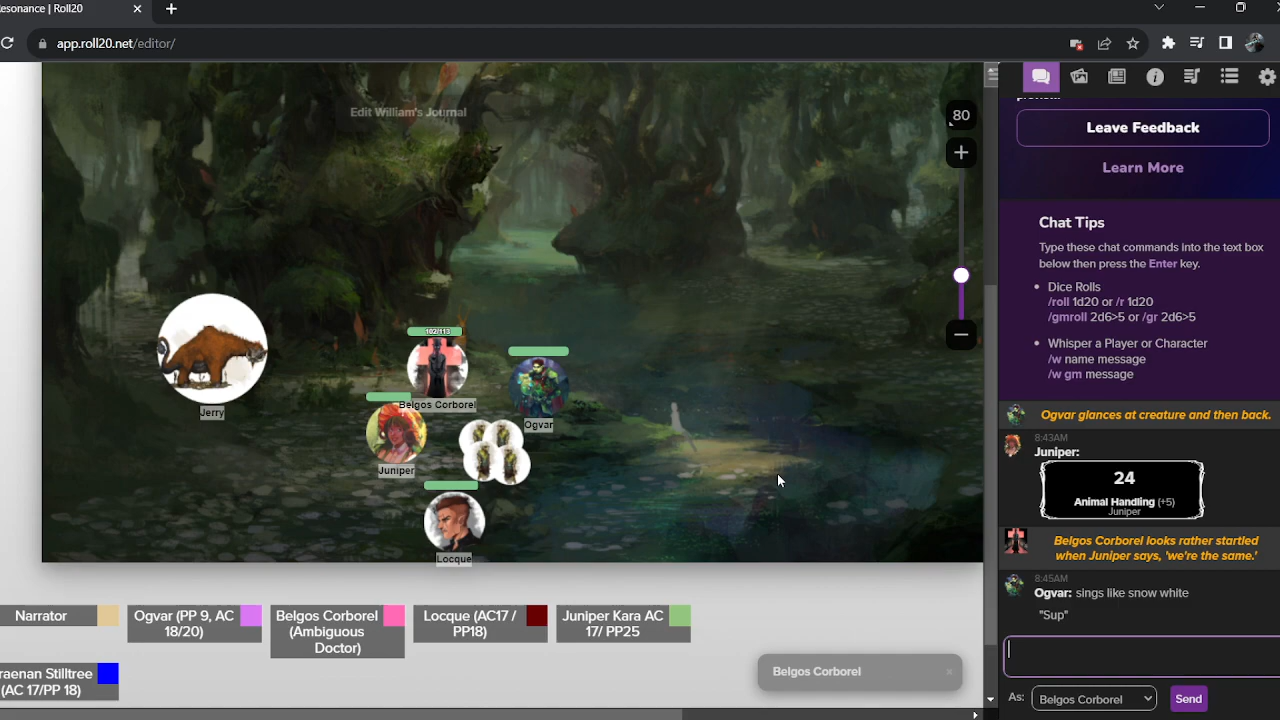 esonance | Roll20
app.roll20.net/editor/
Edit William's Journal
80
Jerry
102/113
Belgos Corborel
Ogvar
Juniper
Locque
Narrator
Ogvar (PP 9, AC
18/20)
Belgos Corborel
(Ambiguous
Doctor)
Locque (AC17 /
PP18)
Juniper Kara AC
17/ PP25
raenan Stilltree
(AC 17/PP 18)
Belgos Corborel
Leave Feedback
Learn More
Chat Tips
Type these chat commands into the text box
below then press the Enter key.
• Dice Rolls
/roll 1d20 or /r 1d20
/gmroll 2d6>5 or /gr 2d6>5
• Whisper a Player or Character
/w name message
/w gm message
Ogvar glances at creature and then back.
8:43AM
Juniper:
24
Animal Handling (+5)
Juniper
Belgos Corborel looks rather startled
when Juniper says, 'we're the same.'
8:45AM
Ogvar: sings like snow white
"Sup"
As: Belgos Corborel
Send